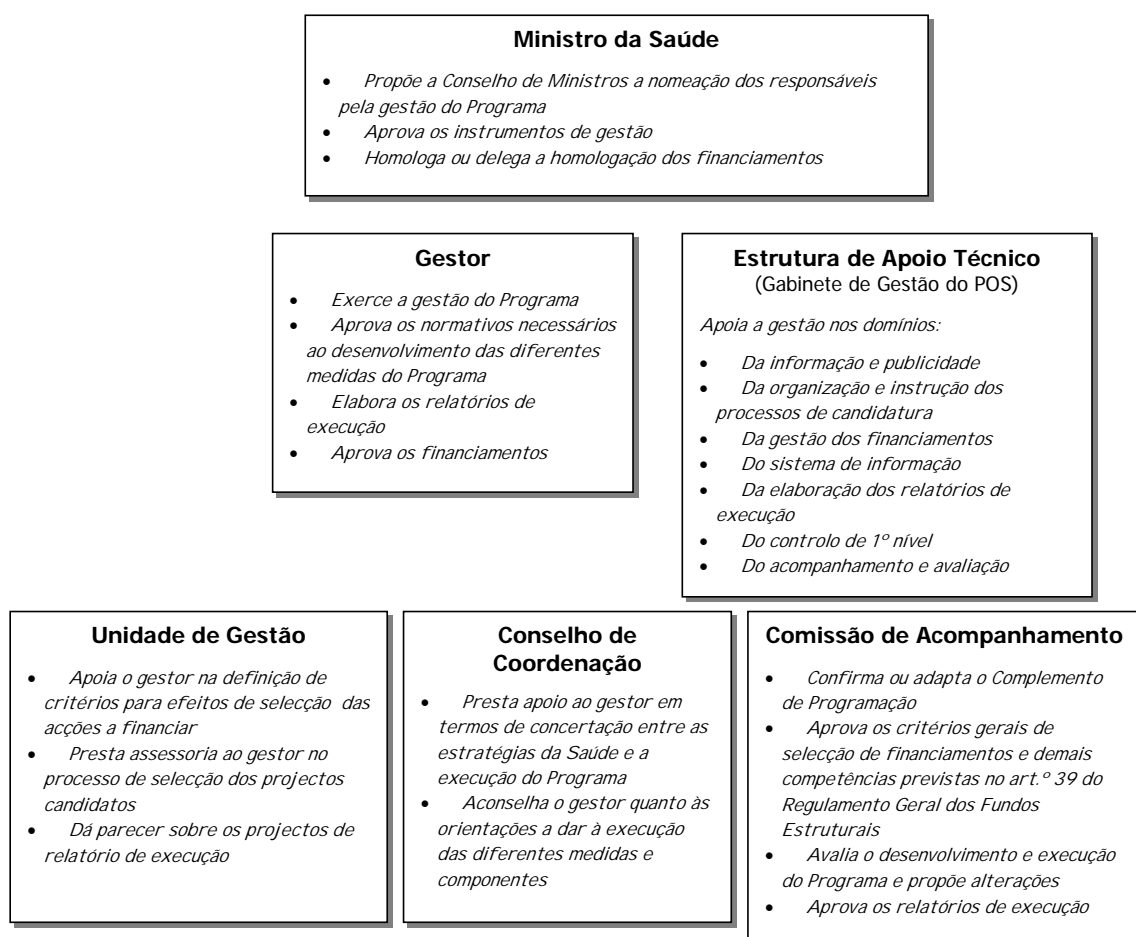 Ministro da Saúde
• Propõe a Conselho de Ministros a nomeação dos responsáveis
pela gestão do Programa
• Aprova os instrumentos de gestão
• Homologa ou delega a homologação dos financiamentos
Gestor
• Exerce a gestão do Programa
• Aprova os normativos necessários
ao desenvolvimento das diferentes
medidas do Programa
• Elabora os relatórios de
execução
• Aprova os financiamentos
Estrutura de Apoio Técnico
(Gabinete de Gestão do POS)
Apoia a gestão nos domínios:
• Da informação e publicidade
• Da organização e instrução dos
processos de candidatura
• Da gestão dos financiamentos
• Do sistema de informação
• Da elaboração dos relatórios de
execução
• Do controlo de 1º nível
• Do acompanhamento e avaliação
Unidade de Gestão
• Apoia o gestor na definição de
critérios para efeitos de selecção das
acções a financiar
• Presta assessoria ao gestor no
processo de selecção dos projectos
candidatos
• Dá parecer sobre os projectos de
relatório de execução
Conselho de
Coordenação
• Presta apoio ao gestor em
termos de concertação entre as
estratégias da Saúde e a
execução do Programa
• Aconselha o gestor quanto às
orientações a dar à execução
das diferentes medidas e
componentes
Comissão de Acompanhamento
• Confirma ou adapta o Complemento
de Programação
• Aprova os critérios gerais de
selecção de financiamentos e demais
competências previstas no art.º 39 do
Regulamento Geral dos Fundos
Estruturais
• Avalia o desenvolvimento e execução
do Programa e propõe alterações
• Aprova os relatórios de execução